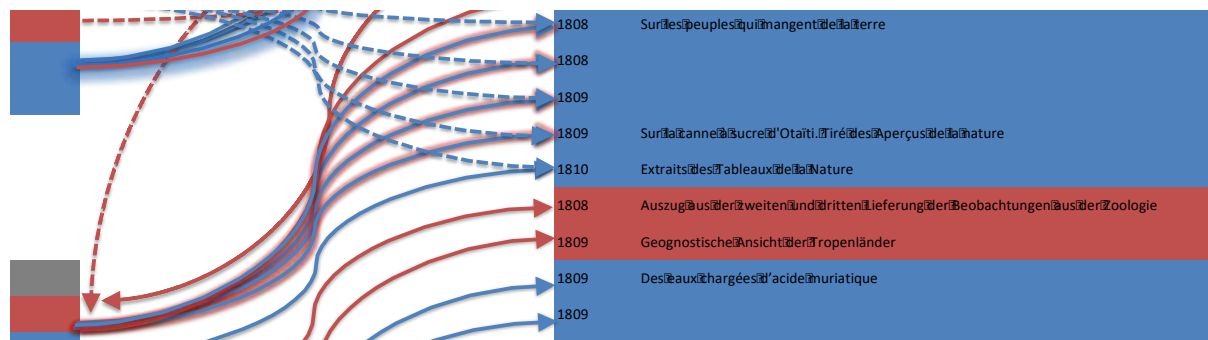 1808 Sur les peuples qui mangent de la terre
1808
1809
1809 Sur la canne à sucre d'Otaïti. Tiré des Aperçus de la nature
1810 Extraits des Tableaux de la Nature
1808 Auszug aus der zweiten und dritten Lieferung der Beobachtungen aus der Zoologie
1809 Geognostische Ansicht der Tropenländer
1809 Des eaux chargées d’acide muriatique
1809